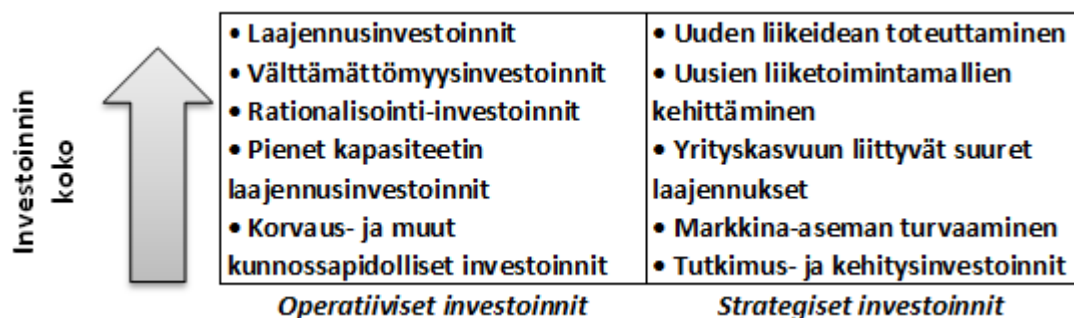 Investoinnin
koko
• Laajennusinvestoinnit
• Välttämättömyysinvestoinnit
• Rationalisointi-investoinnit
• Pienet kapasiteetin
laajennusinvestoinnit
• Korvaus- ja muut
kunnossapidolliset investoinnit
• Uuden liikeidean toteuttaminen
• Uusien liiketoimintamallien
kehittäminen
• Yrityskasvuun liittyvät suuret
laajennukset
• Markkina-aseman turvaaminen
• Tutkimus- ja kehitysinvestoinnit
Operatiiviset investoinnit
Strategiset investoinnit